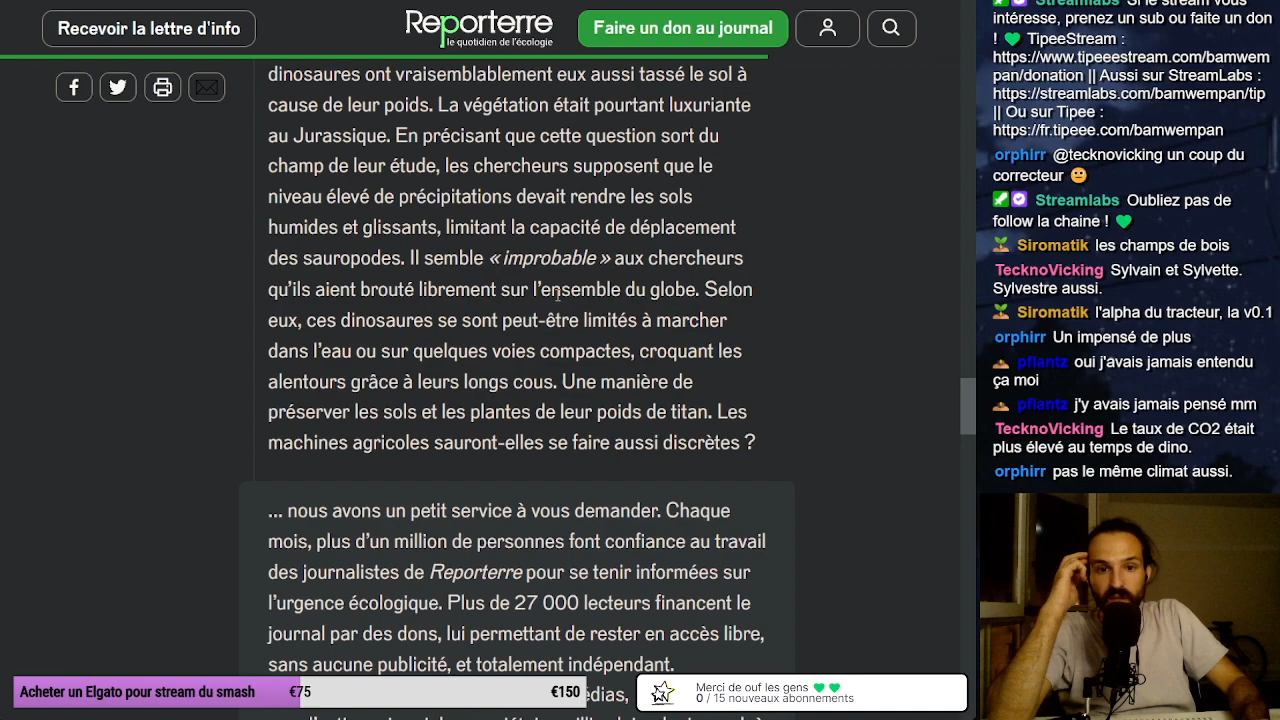 Recevoir la lettre d'info
Reporterre
le quotidien de l'écologie
Faire un don au journal
dinosaures ont vraisemblablement eux aussi tassé le sol à
cause de leur poids. La végétation était pourtant luxuriante
au Jurassique. En précisant que cette question sort du
champ de leur étude, les chercheurs supposent que le
niveau élevé de précipitations devait rendre les sols
humides et glissants, limitant la capacité de déplacement
des sauropodes. Il semble « improbable » aux chercheurs
qu'ils aient brouté librement sur l'ensemble du globe. Selon
eux, ces dinosaures se sont peut-être limités à marcher
dans l'eau ou sur quelques voies compactes, croquant les
alentours grâce à leurs longs cous. Une manière de
préserver les sols et les plantes de leur poids de titan. Les
machines agricoles sauront-elles se faire aussi discrètes ?
... nous avons un petit service à vous demander. Chaque
mois, plus d'un million de personnes font confiance au travail
des journalistes de Reporterre pour se tenir informées sur
l'urgence écologique. Plus de 27 000 lecteurs financent le
journal par des dons, lui permettant de rester en accès libre,
sans aucune publicité, et totalement indépendant.
Acheter un Elgato pour stream du smash €75 €150
Merci de ouf les gens 💚💚
0 / 15 nouveaux abonnements
Streamlabs Si le stream vous
intéresse, prenez un sub ou faite un don
! 💚 TipeeStream :
https://www.tipeeestream.com/bamwem
pan/donation || Aussi sur StreamLabs :
https://streamlabs.com/bamwempan/tip
|| Ou sur Tipee :
https://fr.tipeee.com/bamwempan
orphirr @tecknovicking un coup du
correcteur 😕
Streamlabs Oubliez pas de
follow la chaine ! 💚
Siromatik les champs de bois
TecknoVicking Sylvain et Sylvette.
Sylvestre aussi.
Siromatik l'alpha du tracteur, la v0.1
orphirr Un impensé de plus
pflantz oui j'avais jamais entendu
ça moi
pflantz j'y avais jamais pensé mm
TecknoVicking Le taux de CO2 était
plus élevé au temps de dino.
orphirr pas le même climat aussi.